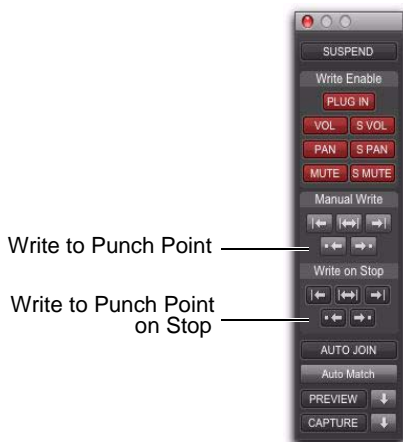 SUSPEND
Write Enable
PLUG IN
VOL S VOL
PAN S PAN
MUTE S MUTE
Manual Write
Write to Punch Point
Write on Stop
Write to Punch Point
on Stop
AUTO JOIN
Auto Match
PREVIEW
CAPTURE